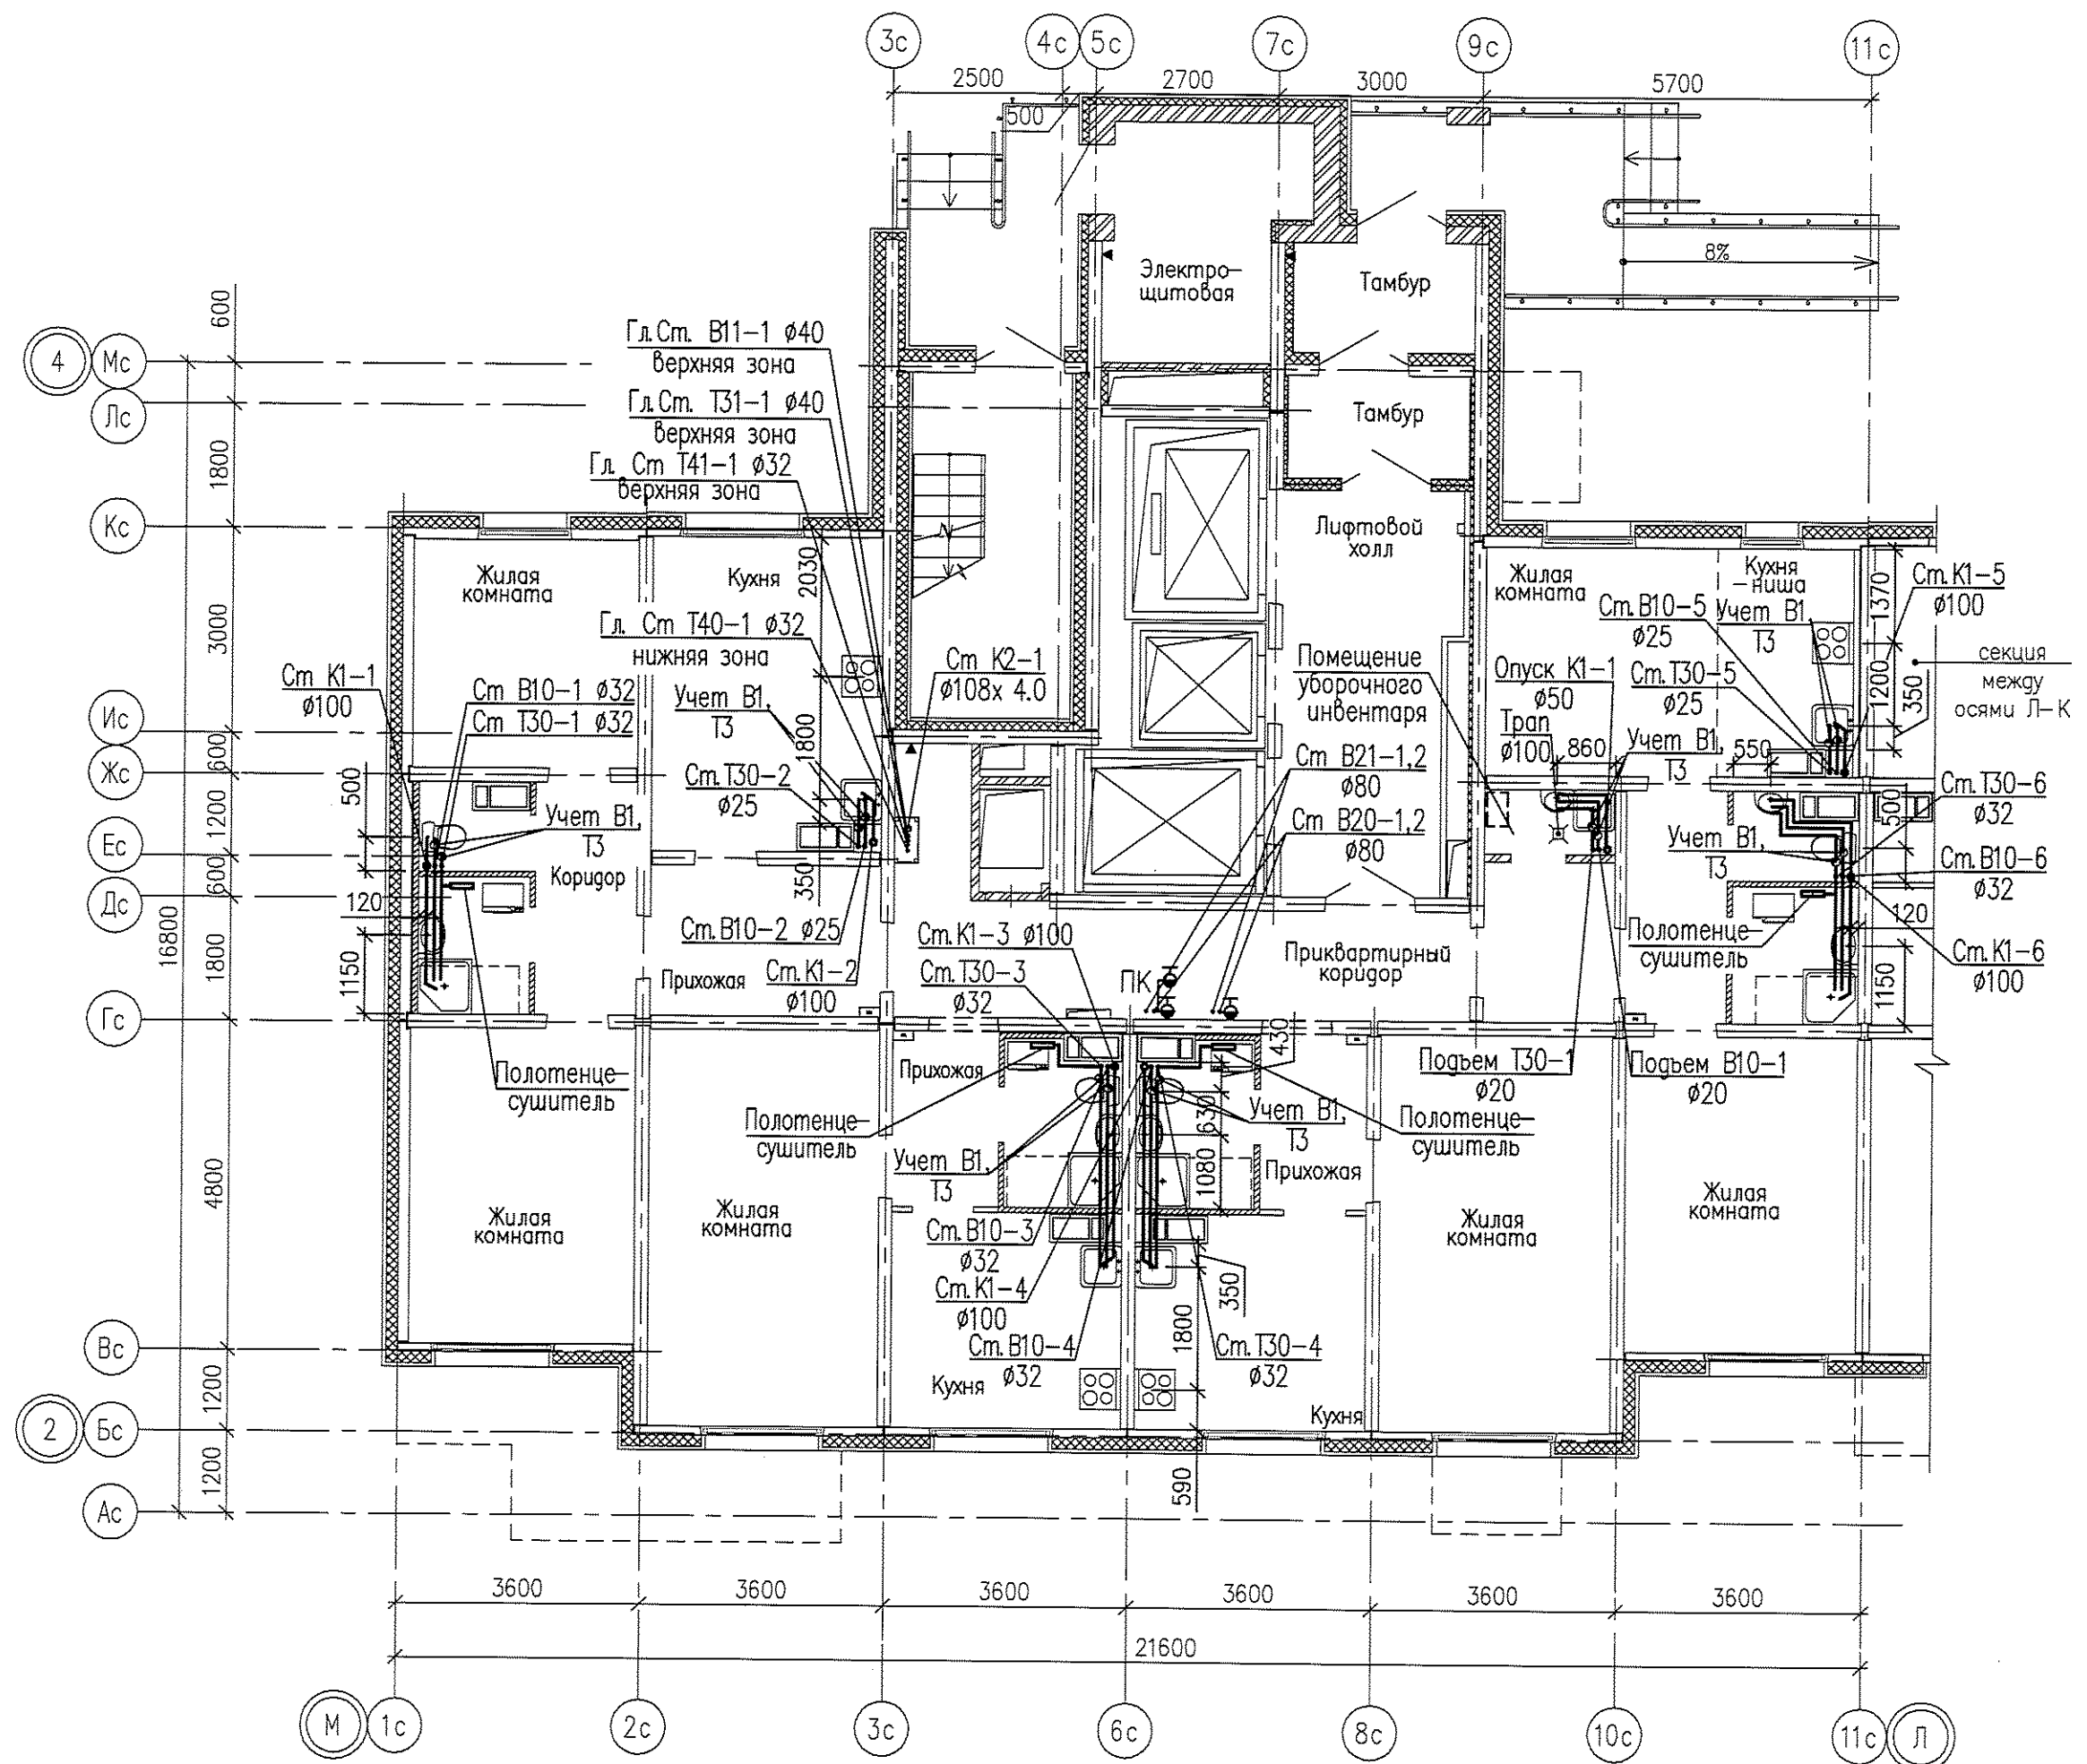 3с
4с
5с
7с
9с
11с
2500
2700
3000
5700
500
8%
Электро-
щитовая
Тамбур
600
4
Мс
Лс
Гл.Ст. В11-1 ø40
верхняя зона
Гл.Ст. Т31-1 ø40
верхняя зона
Гл. Ст Т41-1 ø32
верхняя зона
Тамбур
1800
Кс
Лифтовой
холл
Жилая
комната
Кухня
2030
Жилая
комната
Кухня
-ниша
1370
Ст.К1-5
ø100
Ст.В10-5
ø25
Учет В1,
Т3
3000
Гл. Ст Т40-1 ø32
нижняя зона
Ст К2-1
ø108x 4.0
Помещение
уборочного
инвентаря
Опуск К1-1
ø50
Ст.Т30-5
ø25
1200
350
секция
между
осями Л-К
Ст К1-1
ø100
Ст В10-1 ø32
Ст Т30-1 ø32
Учет В1,
Т3
1800
Трап
ø100
860
Учет В1,
Т3
550
Ис
600
Жс
500
1200
Ст.Т30-2
ø25
Ст В21-1,2
ø80
Ст.Т30-6
ø32
500
Ес
Учет В1,
Т3
Коридор
Ст В20-1,2
ø80
Учет В1,
Т3
Ст.В10-6
ø32
600
Дс
120
350
120
16800
1800
1150
Ст.В10-2 ø25
Ст.К1-3 ø100
Полотенце-
сушитель
Ст.К1-6
ø100
1150
Прихожая
Ст.К1-2
ø100
Ст.Т30-3
ø32
ПК
Приквартирный
коридор
Гс
430
Полотенце-
сушитель
Прихожая
Подъем Т30-1
ø20
Подъем В10-1
ø20
Полотенце-
сушитель
630
Учет В1,
Т3
Полотенце-
сушитель
Учет В1,
Т3
1080
Прихожая
4800
Жилая
комната
Жилая
комната
Жилая
комната
Жилая
комната
Ст.В10-3
ø32
350
Ст.К1-4
ø100
Ст.В10-4
ø32
1800
Ст.Т30-4
ø32
Вс
1200
Кухня
Кухня
2
Бс
1200
590
Ас
3600
3600
3600
3600
3600
3600
21600
М
1с
2с
3с
6с
8с
10с
11с
Л